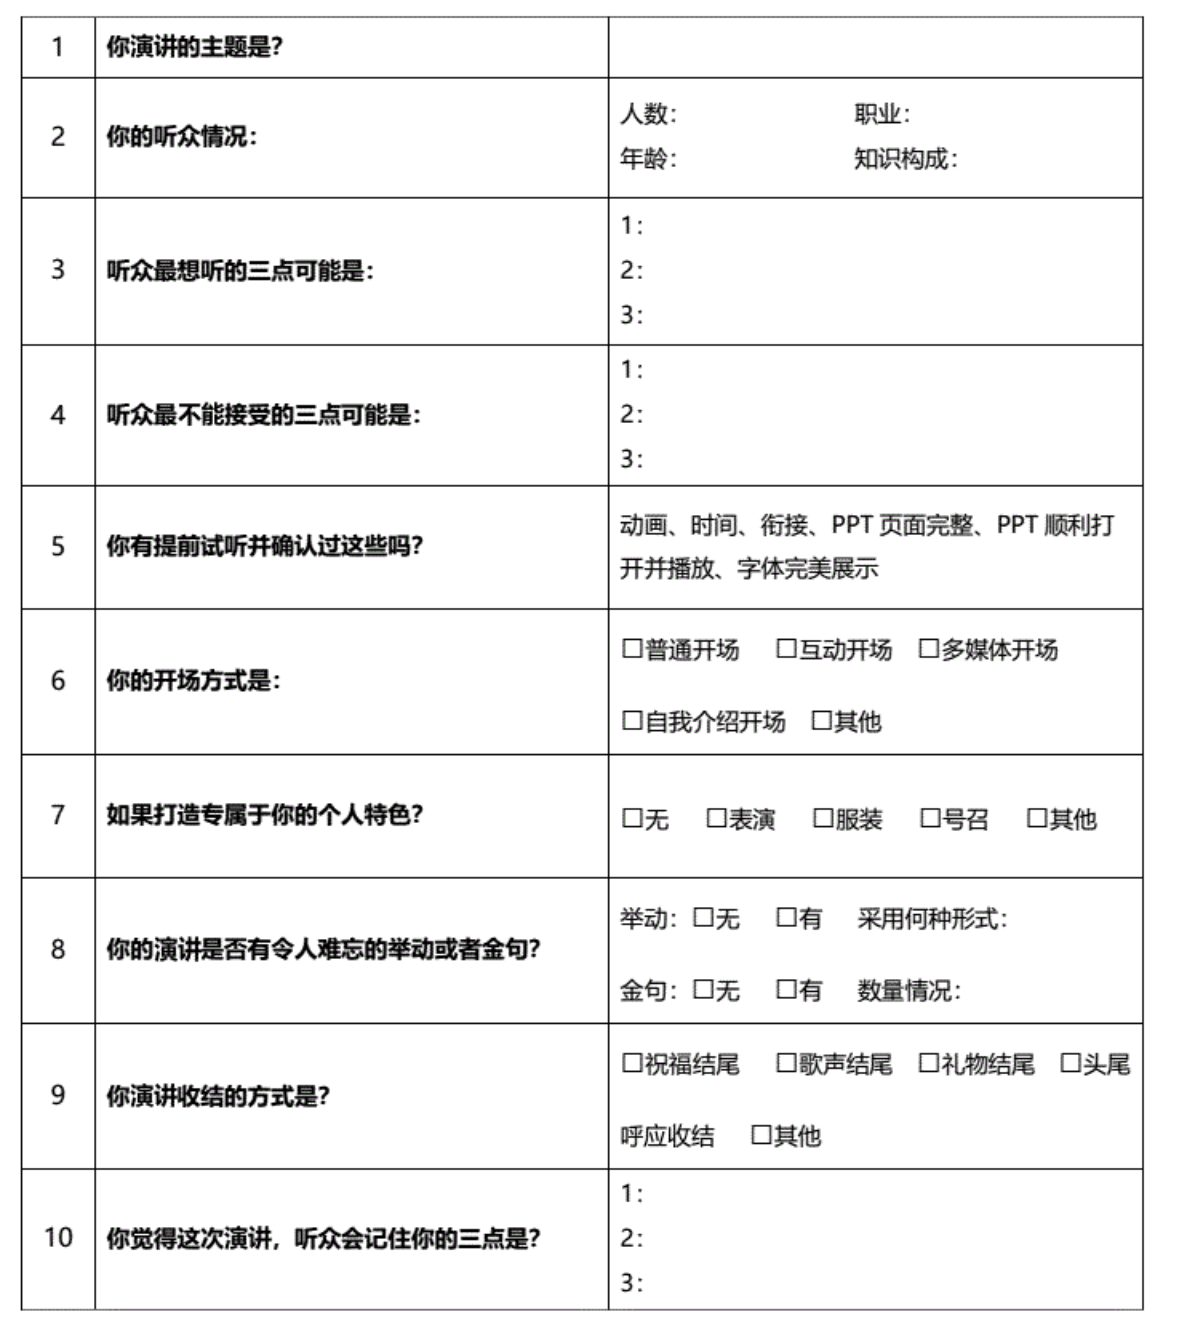 1 你演讲的主题是？
2 你的听众情况： 人数： 职业：
年龄： 知识构成：
3 听众最想听的三点可能是： 1：
2：
3：
4 听众最不能接受的三点可能是： 1：
2：
3：
5 你有提前试听并确认过这些吗？ 动画、时间、衔接、PPT 页面完整、PPT 顺利打
开并播放、字体完美展示
6 你的开场方式是： □普通开场 □互动开场 □多媒体开场
□自我介绍开场 □其他
7 如果打造专属于你的个人特色？ □无 □表演 □服装 □号召 □其他
8 你的演讲是否有令人难忘的举动或者金句？ 举动：□无 □有 采用何种形式：
金句：□无 □有 数量情况：
9 你演讲收结的方式是？ □祝福结尾 □歌声结尾 □礼物结尾 □头尾
呼应收结 □其他
10 你觉得这次演讲，听众会记住你的三点是？ 1：
2：
3：